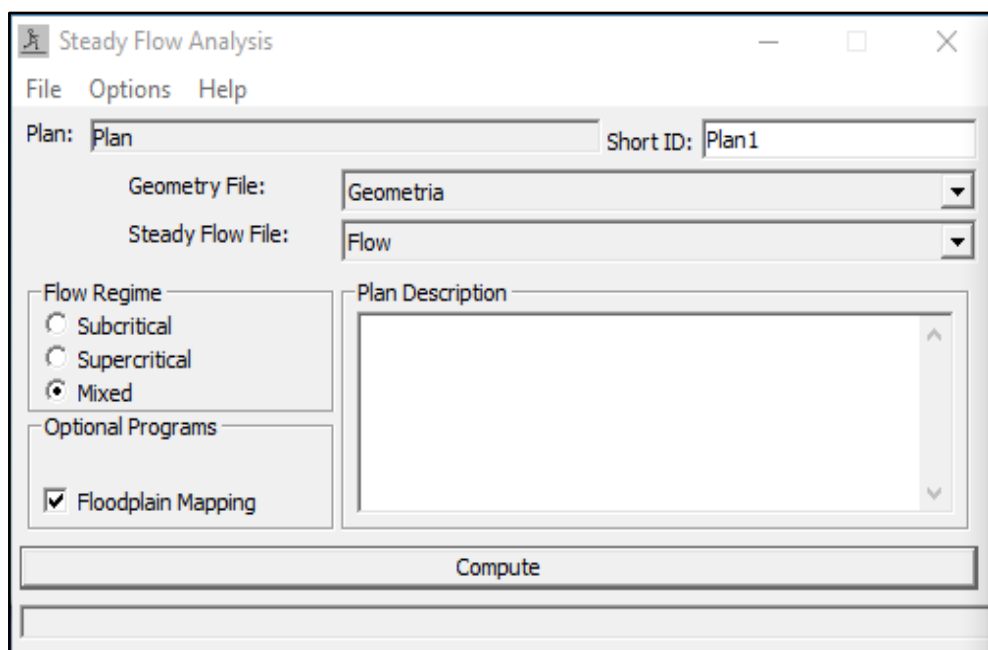 Steady Flow Analysis
File Options Help
Plan: Plan Short ID: Plan1
Geometry File: Geometria
Steady Flow File: Flow
Flow Regime
Subcritical
Supercritical
Mixed
Plan Description
Optional Programs
Floodplain Mapping
Compute